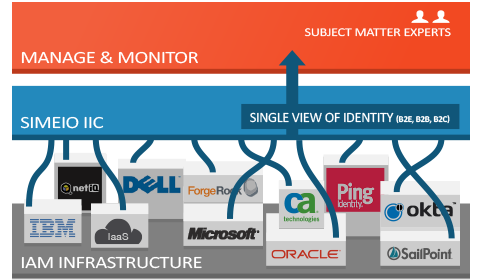 SUBJECT MATTER EXPERTS
MANAGE & MONITOR
SIMEIO IIC
SINGLE VIEW OF IDENTITY (B2E, B2B, B2C)
netiQ
DELL
ForgeRock
Ping
Identity
ca
technologies
okta
IBM
IaaS
Microsoft
ORACLE
SailPoint
IAM INFRASTRUCTURE